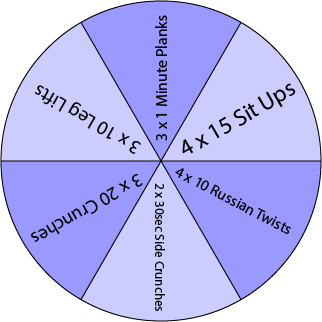 3 x 1 Minute Planks
4 x 15 Sit Ups
4 x 10 Russian Twists
2 x 30sec Side Crunches
3 x 20 Crunches
3 x 10 Leg Lifts